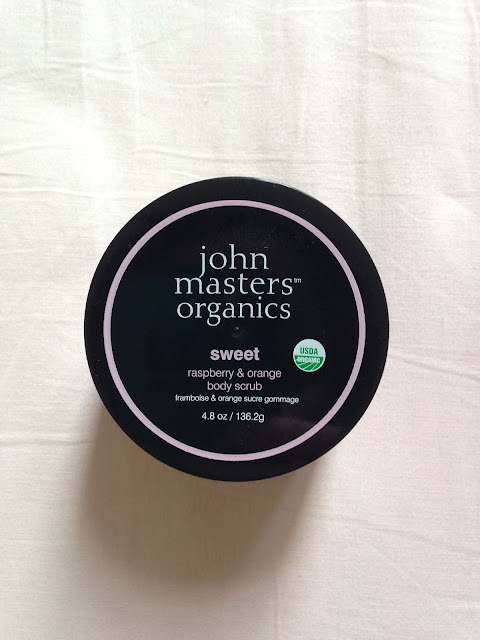 john
masters™
organics
sweet
USDA
ORGANIC
raspberry & orange
body scrub
framboise & orange sucre gommage
4.8 oz / 136.2g